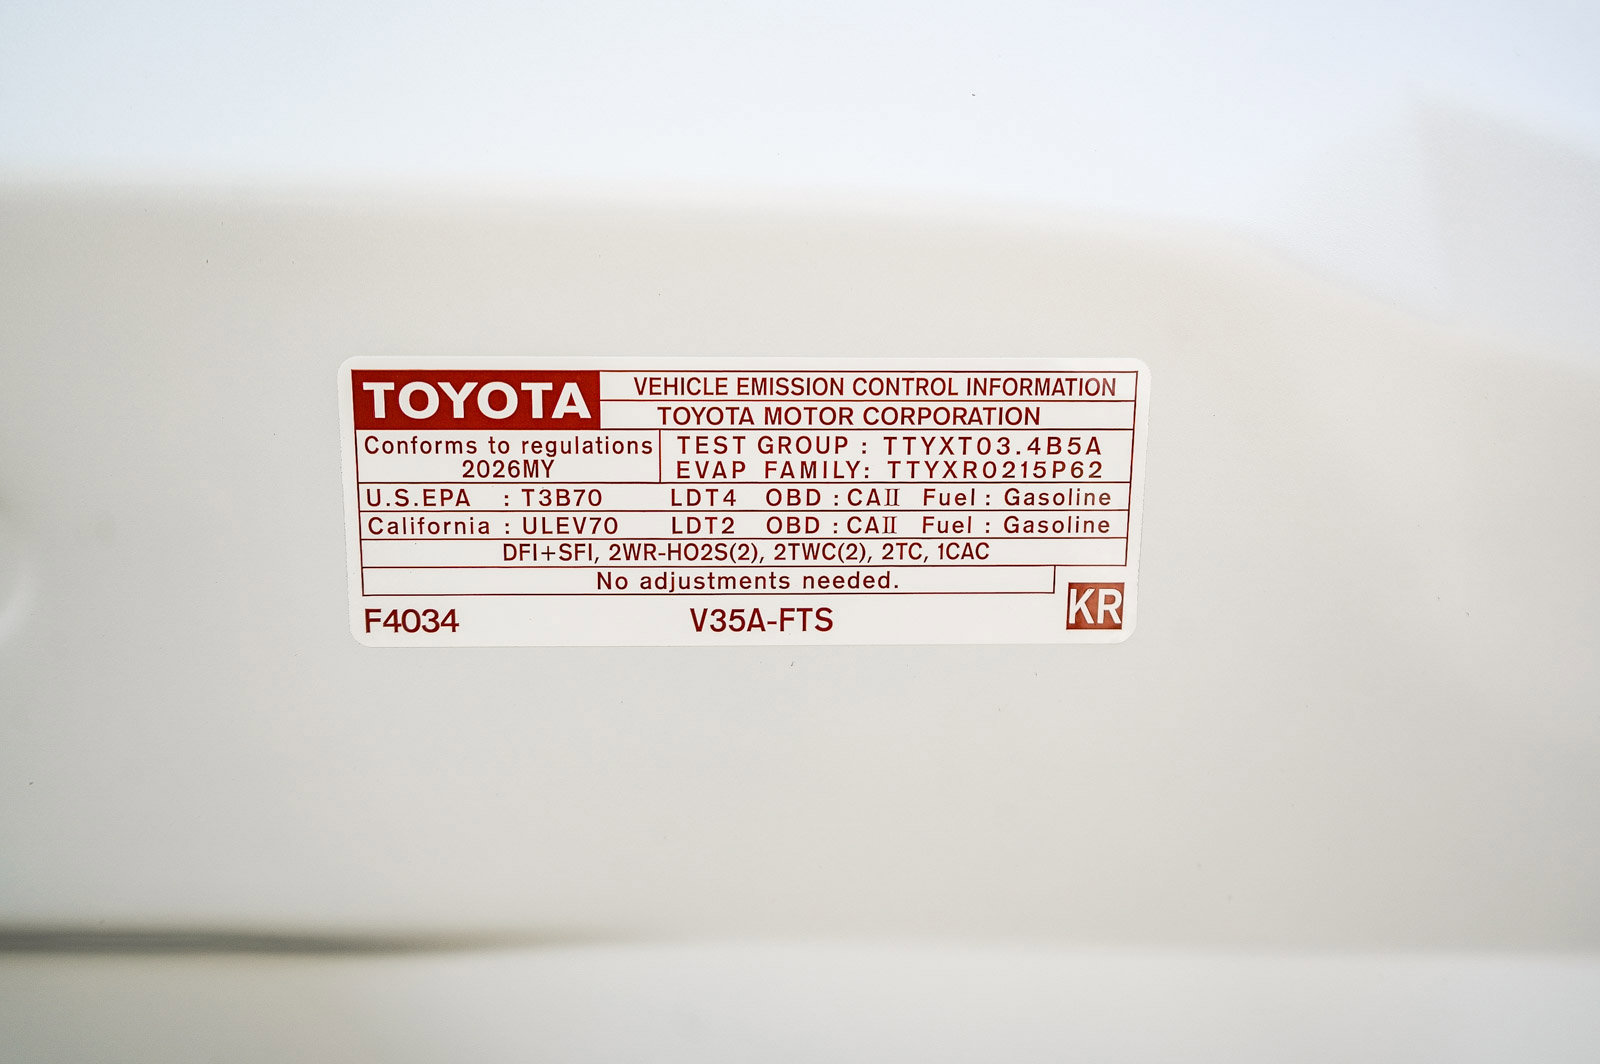 TOYOTA
VEHICLE EMISSION CONTROL INFORMATION
TOYOTA MOTOR CORPORATION
Conforms to regulations
2026MY
TEST GROUP : TTYXT03.4B5A
EVAP FAMILY: TTYXR0215P62
U.S.EPA : T3B70 LDT4 OBD : CAII Fuel : Gasoline
California : ULEV70 LDT2 OBD : CAII Fuel : Gasoline
DFI+SFI, 2WR-HO2S(2), 2TWC(2), 2TC, 1CAC
No adjustments needed.
F4034 V35A-FTS KR